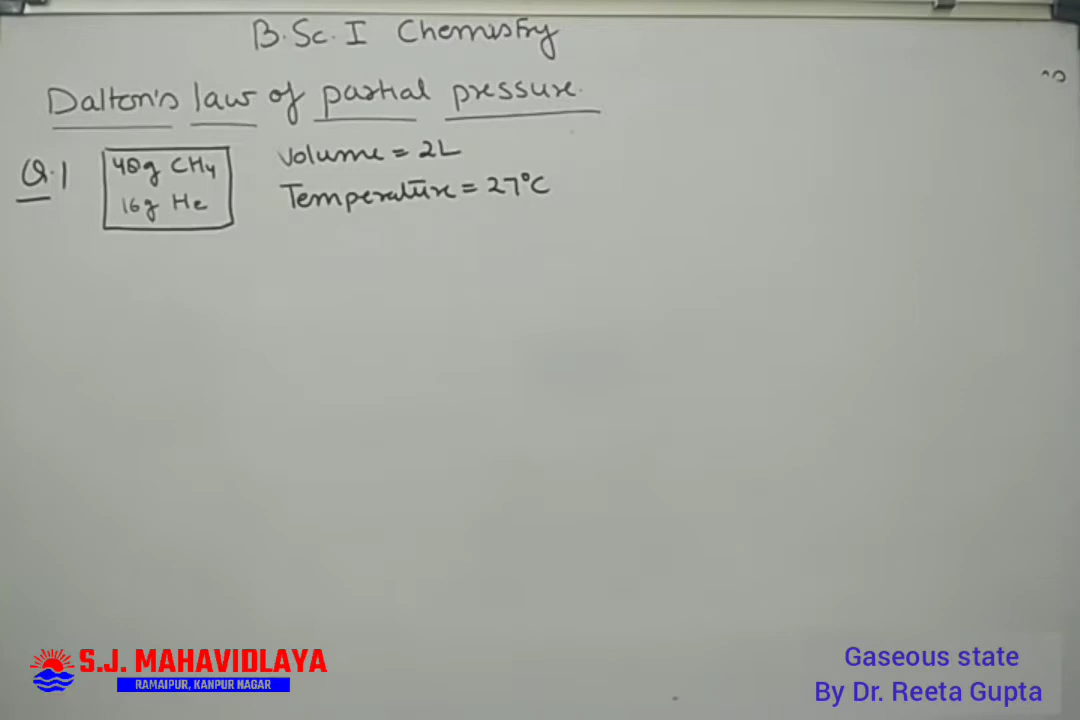 B.Sc. I Chemistry
Dalton's law of partial pressure.
Q.1
40g CH4
16g He
Volume = 2L
Temperature = 27°C
S.J. MAHAVIDLAYA
RAMAIPUR, KANPUR NAGAR
Gaseous state
By Dr. Reeta Gupta